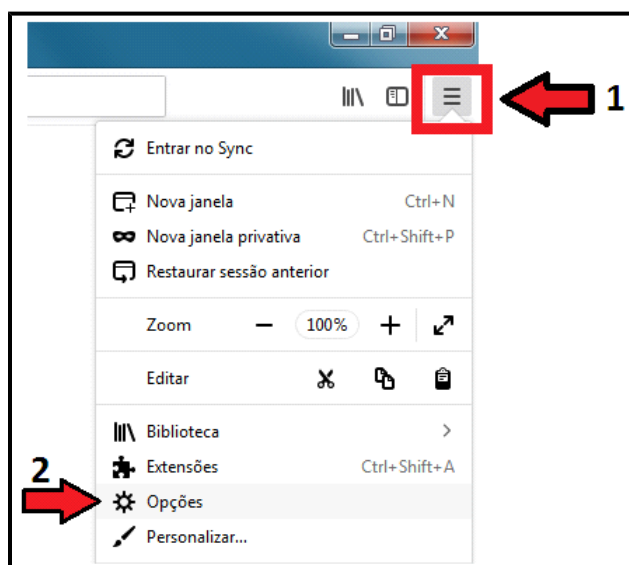 1
Entrar no Sync
Nova janela Ctrl+N
Nova janela privativa Ctrl+Shift+P
Restaurar sessão anterior
Zoom 100%
Editar
Biblioteca
Extensões Ctrl+Shift+A
2
Opções
Personalizar...